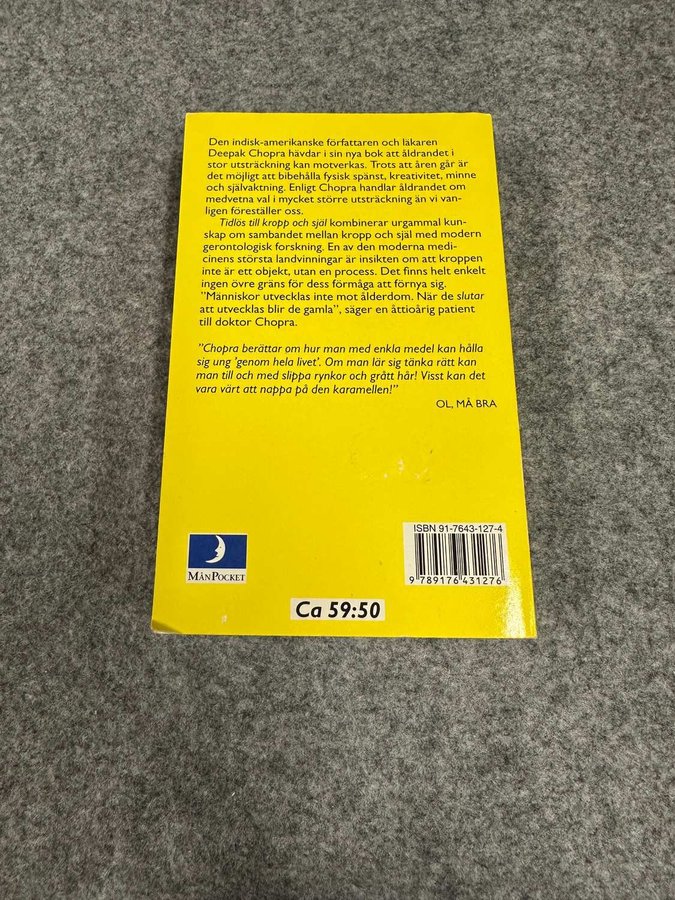 Den indisk-amerikanske författaren och läkaren
Deepak Chopra hävdar i sin nya bok att åldrandet i
stor utsträckning kan motverkas. Trots att åren går är
det möjligt att bibehålla fysisk spänst, kreativitet, minne
och självaktning. Enligt Chopra handlar åldrandet om
medvetna val i mycket större utsträckning än vi van-
ligen föreställer oss.
Tidlös till kropp och själ kombinerar urgammal kun-
skap om sambandet mellan kropp och själ med modern
gerontologisk forskning. En av den moderna medi-
cinens största landvinningar är insikten om att kroppen
inte är ett objekt, utan en process. Det finns helt enkelt
ingen övre gräns för dess förmåga att förnya sig.
"Människor utvecklas inte mot ålderdom. När de slutar
att utvecklas blir de gamla", säger en åttioårig patient
till doktor Chopra.
"Chopra berättar om hur man med enkla medel kan hålla
sig ung 'genom hela livet'. Om man lär sig tänka rätt kan
man till och med slippa rynkor och grått hår! Visst kan det
vara värt att nappa på den karamellen!"
OL, MÅ BRA
ISBN 91-7643-127-4
9 789176 431276
MÅNPOCKET
Ca 59:50